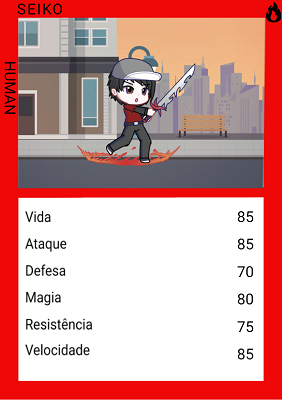 SEIKO
HUMAN
Vida 85
Ataque 85
Defesa 70
Magia 80
Resistência 75
Velocidade 85